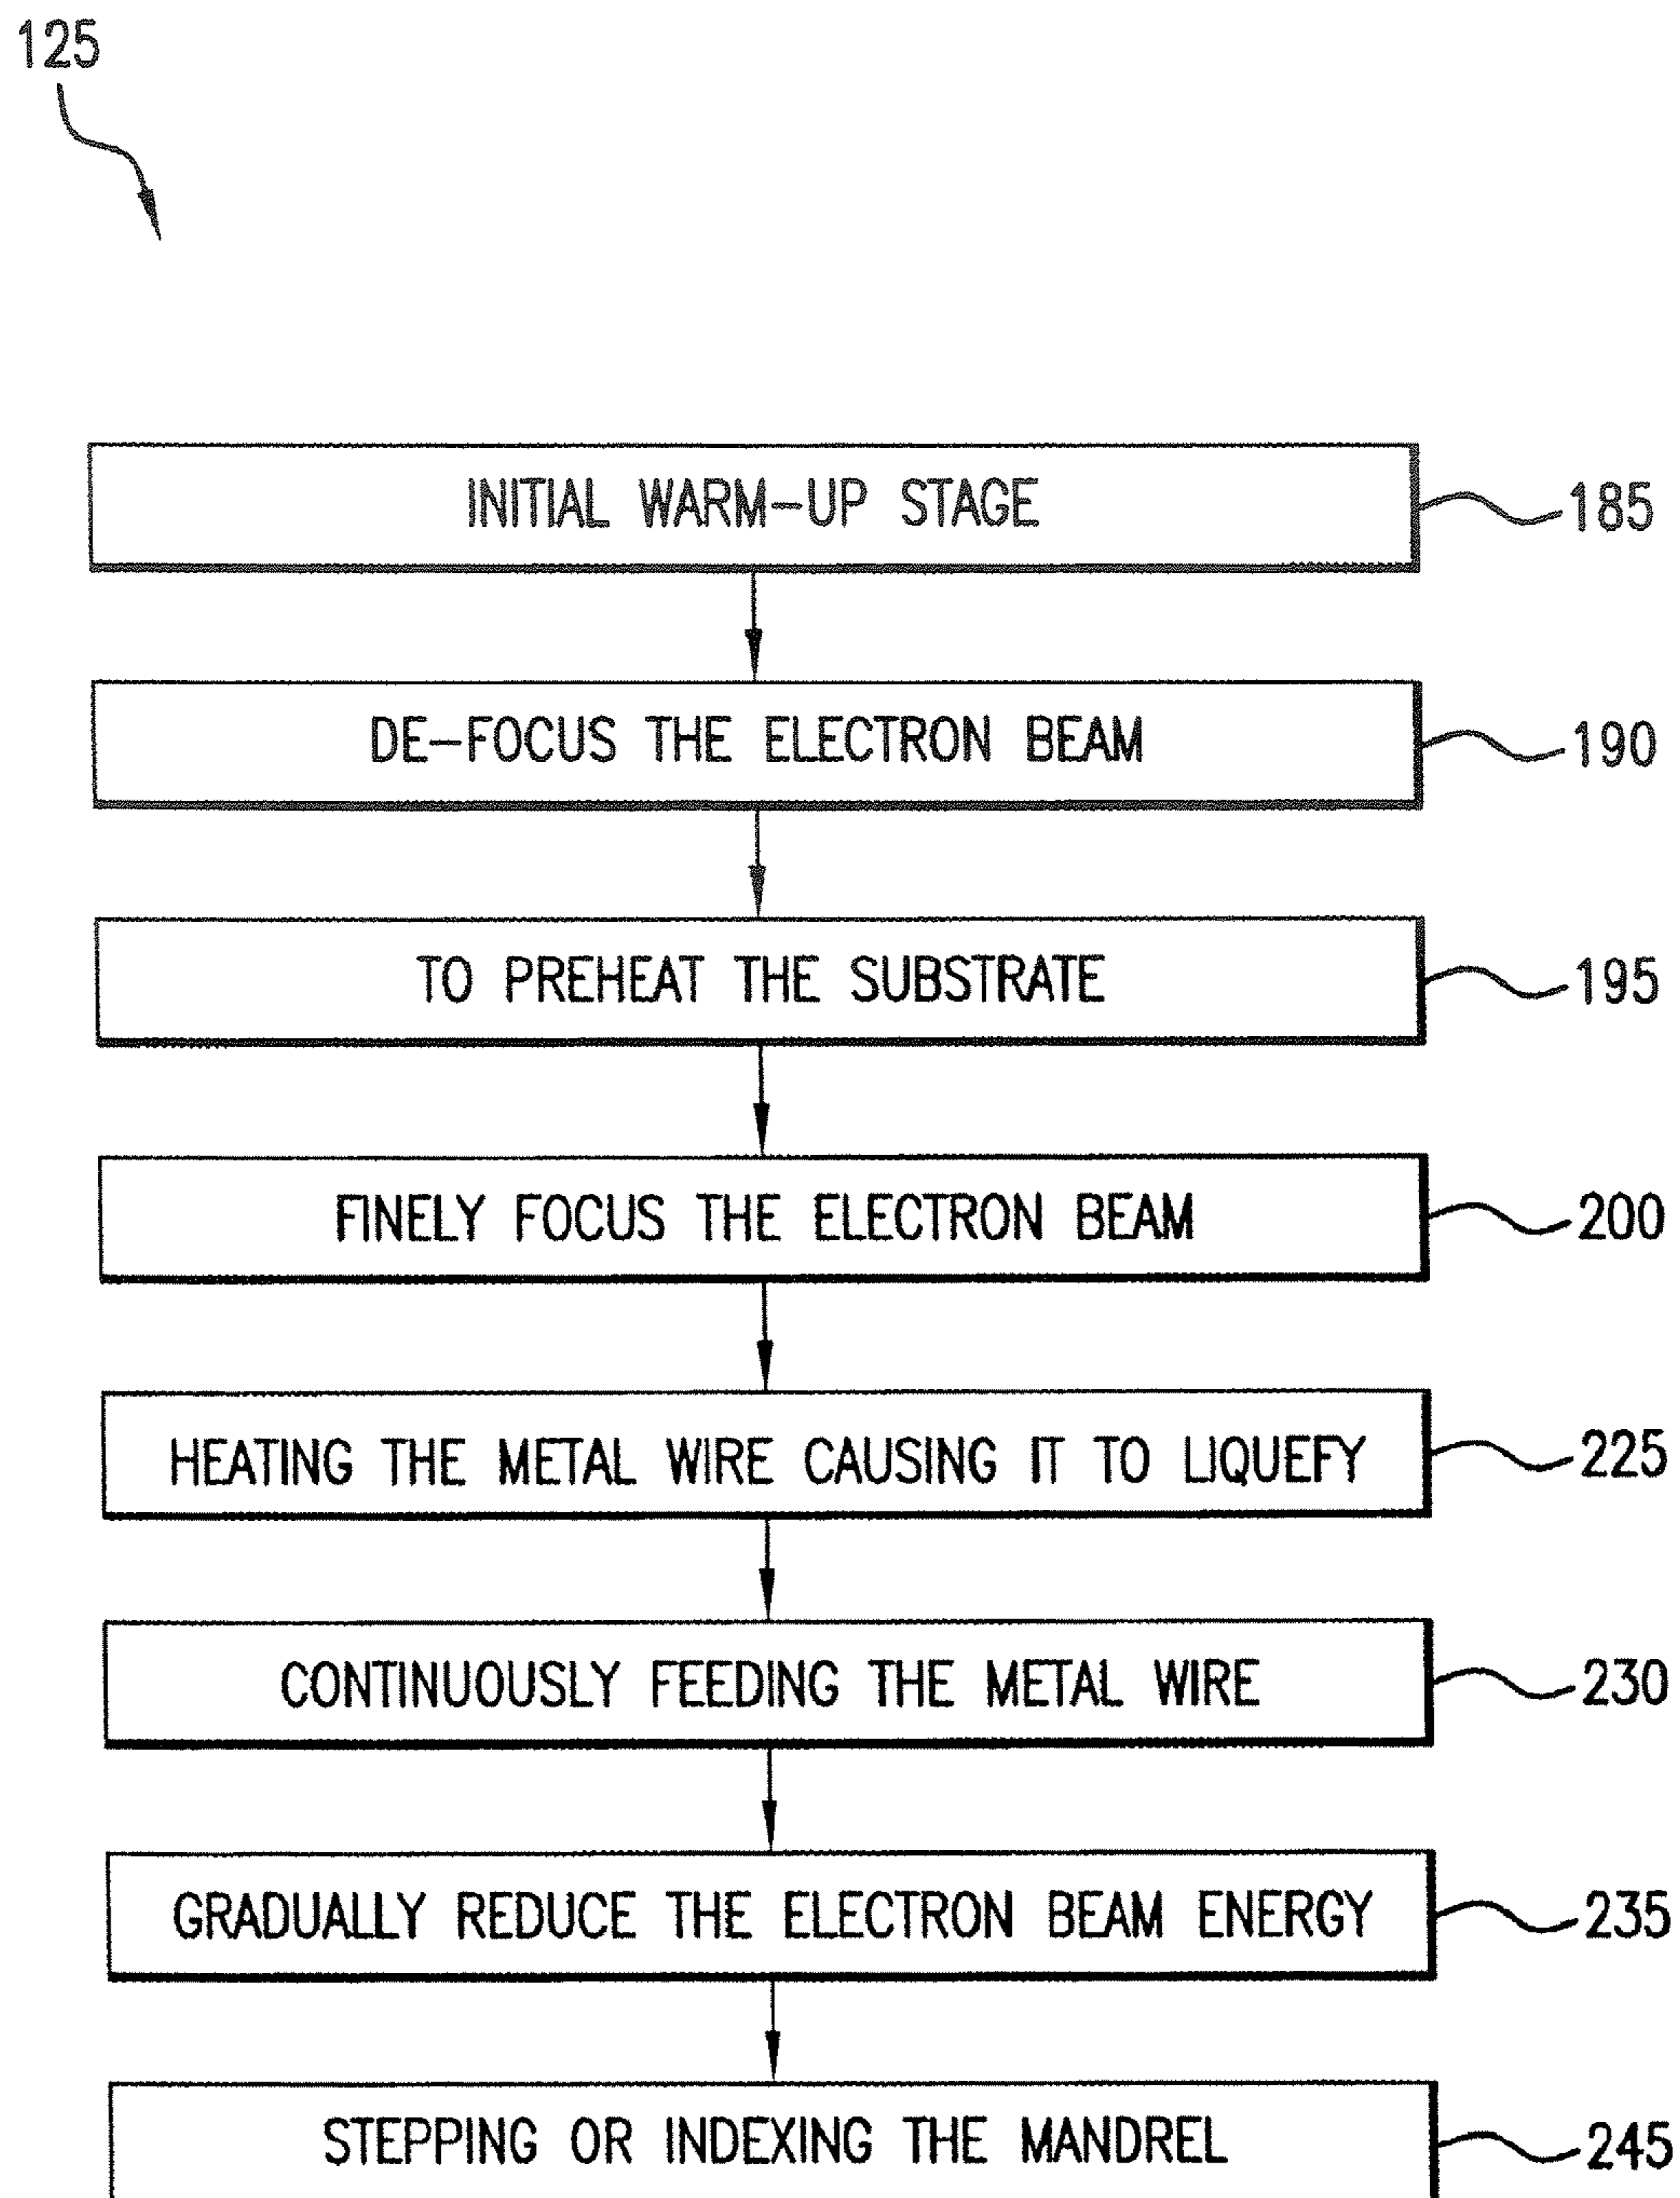 125
INITIAL WARM-UP STAGE 185
DE-FOCUS THE ELECTRON BEAM 190
TO PREHEAT THE SUBSTRATE 195
FINELY FOCUS THE ELECTRON BEAM 200
HEATING THE METAL WIRE CAUSING IT TO LIQUEFY 225
CONTINUOUSLY FEEDING THE METAL WIRE 230
GRADUALLY REDUCE THE ELECTRON BEAM ENERGY 235
STEPPING OR INDEXING THE MANDREL 245